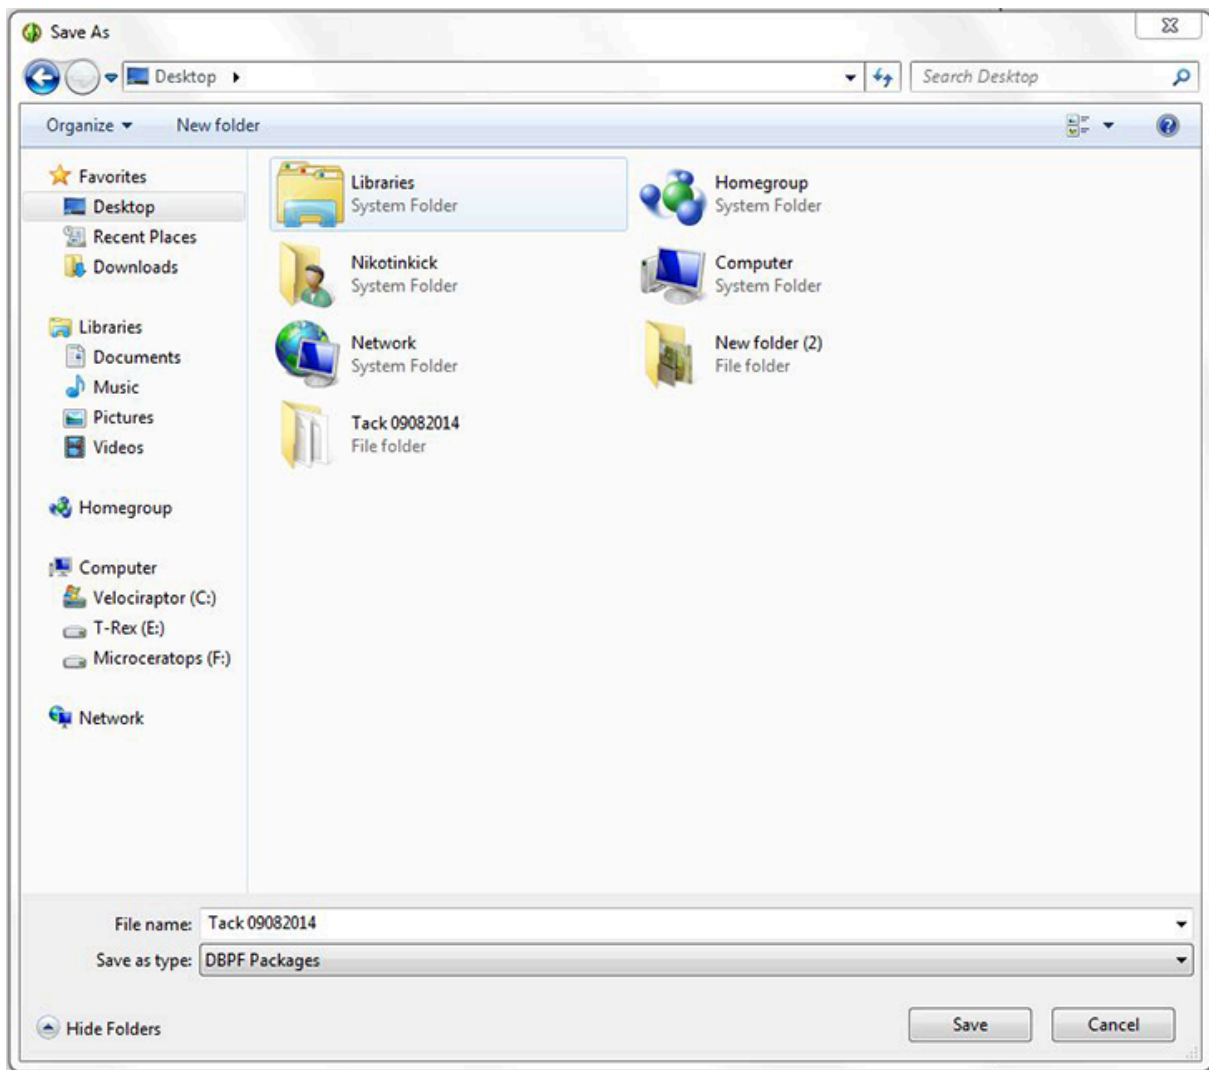 Save As
Desktop
Search Desktop
Organize
New folder
Favorites
Desktop
Recent Places
Downloads
Libraries
Documents
Music
Pictures
Videos
Homegroup
Computer
Velociraptor (C:)
T-Rex (E:)
Microceratops (F:)
Network
Libraries
System Folder
Homegroup
System Folder
Nikotinkick
System Folder
Computer
System Folder
Network
System Folder
New folder (2)
File folder
Tack 09082014
File folder
File name: Tack 09082014
Save as type: DBPF Packages
Hide Folders
Save
Cancel